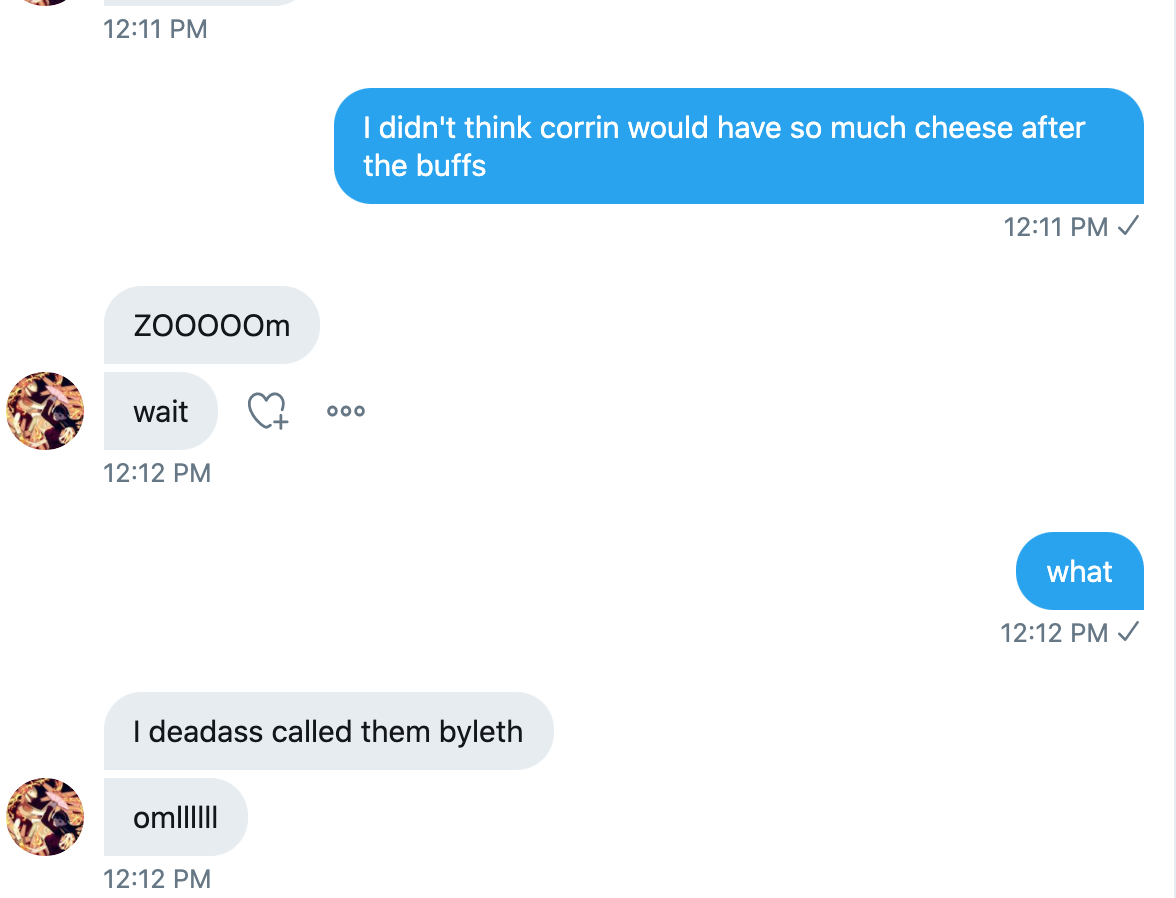 12:11 PM
I didn't think corrin would have so much cheese after
the buffs
12:11 PM ✓
ZOOOOOm
wait
12:12 PM
what
12:12 PM ✓
I deadass called them byleth
omllllll
12:12 PM